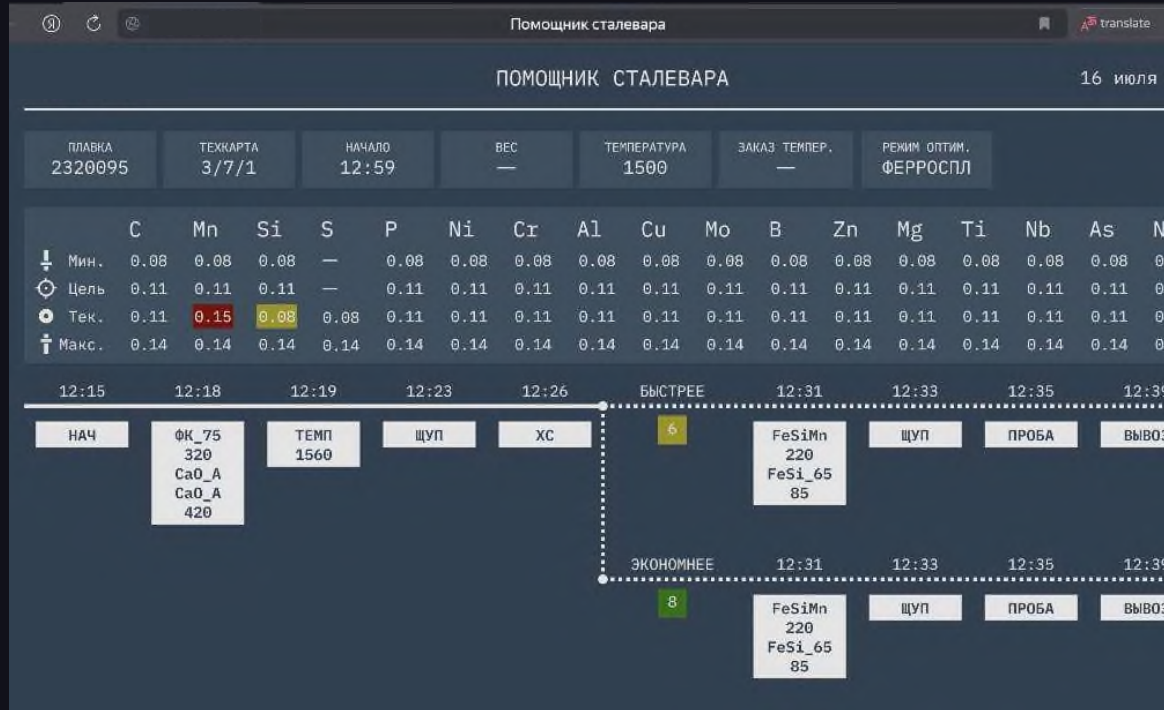 Я
Помощник сталевара
translate
ПОМОЩНИК СТАЛЕВАРА
16 июля
ПЛАВКА ТЕХКАРТА НАЧАЛО ВЕС ТЕМПЕРАТУРА ЗАКАЗ ТЕМПЕР. РЕЖИМ ОПТИМ.
2320095 3/7/1 12:59 — 1500 — ФЕРРОСПЛ
C Mn Si S P Ni Cr Al Cu Mo B Zn Mg Ti Nb As N
Мин. 0.08 0.08 0.08 — 0.08 0.08 0.08 0.08 0.08 0.08 0.08 0.08 0.08 0.08 0.08 0.08 0
Цель 0.11 0.11 0.11 — 0.11 0.11 0.11 0.11 0.11 0.11 0.11 0.11 0.11 0.11 0.11 0.11 0
Тек. 0.11 0.15 0.08 0.08 0.11 0.11 0.11 0.11 0.11 0.11 0.11 0.11 0.11 0.11 0.11 0.11 0
Макс. 0.14 0.14 0.14 0.14 0.14 0.14 0.14 0.14 0.14 0.14 0.14 0.14 0.14 0.14 0.14 0.14 0
12:15 12:18 12:19 12:23 12:26 БЫСТРЕЕ 12:31 12:33 12:35 12:39
НАЧ
ФК_75
320
CaO_A
CaO_A
420
ТЕМП
1560
ЩУП
ХС
6
FeSiMn
220
FeSi_65
85
ЩУП
ПРОБА
ВЫВОЗ
ЭКОНОМНЕЕ 12:31 12:33 12:35 12:39
8
FeSiMn
220
FeSi_65
85
ЩУП
ПРОБА
ВЫВОЗ